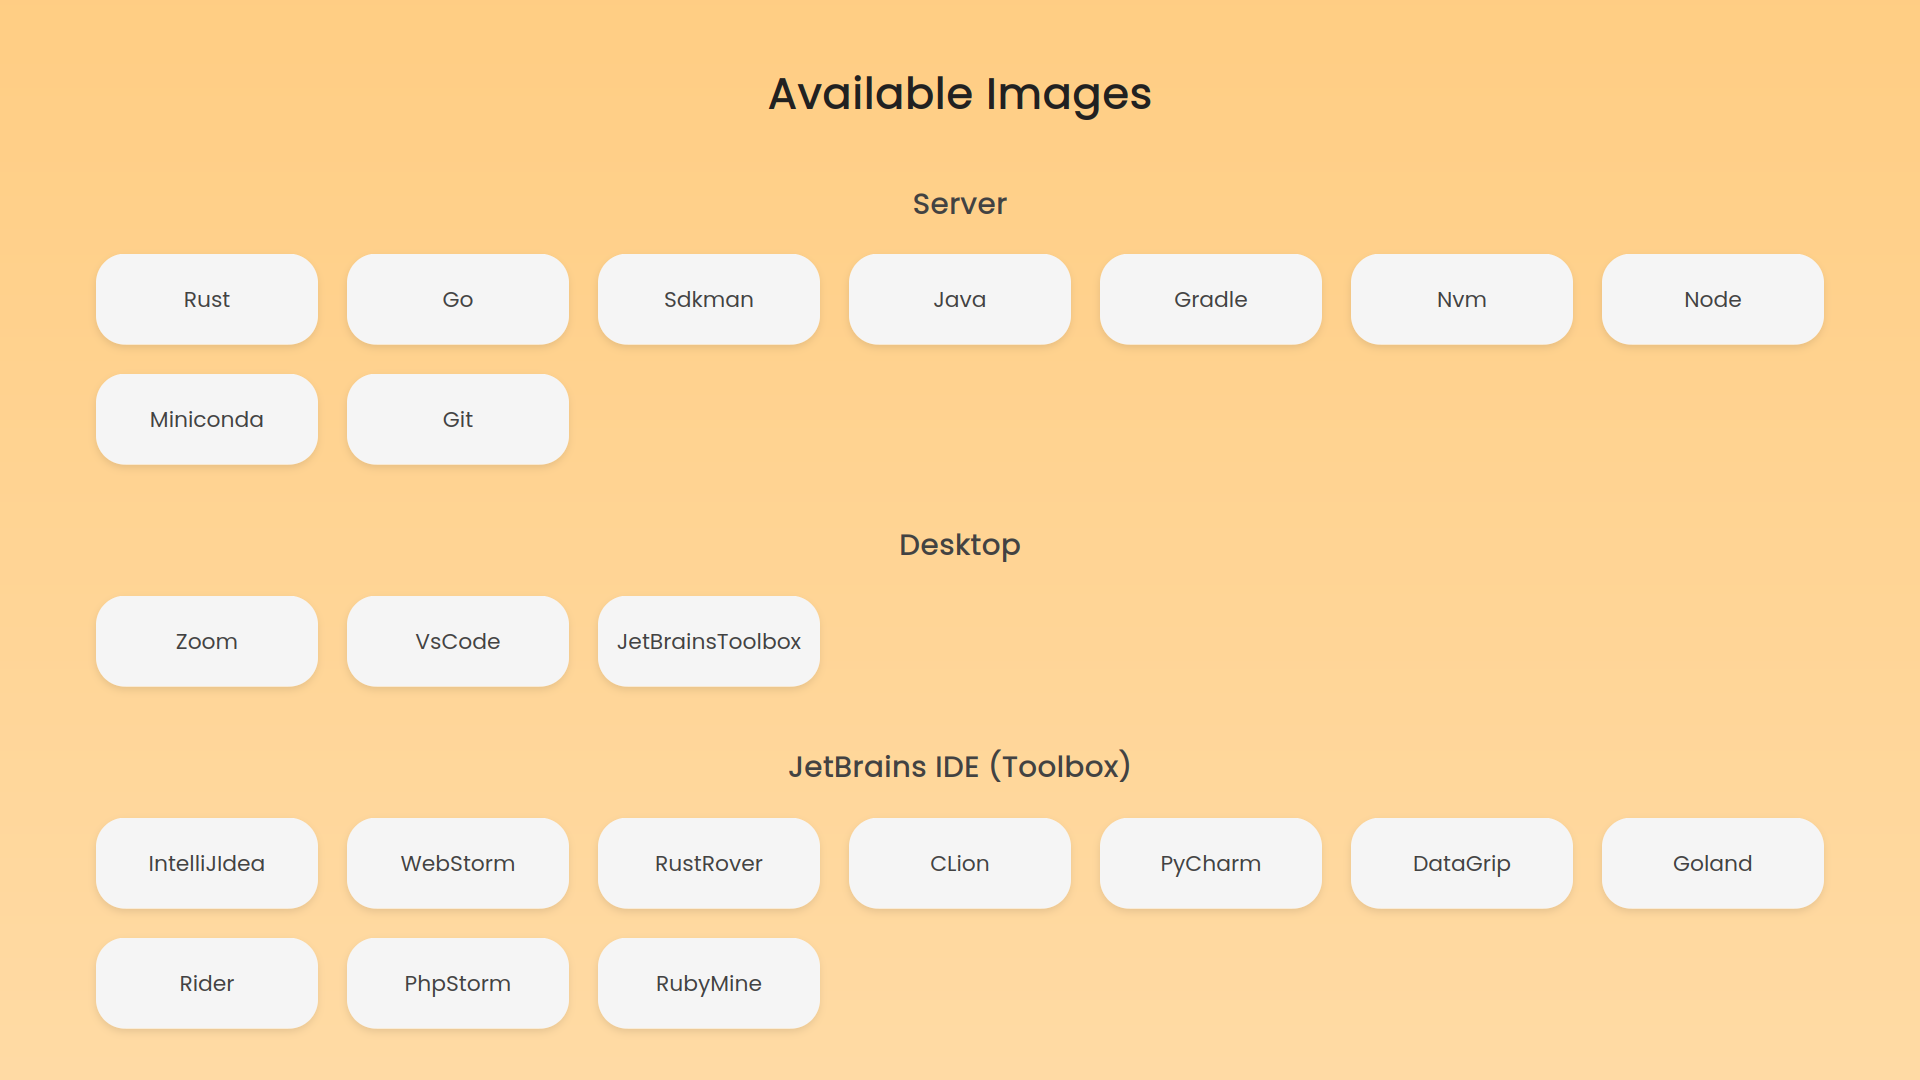 Available Images
Server
Rust Go Sdkman Java Gradle Nvm Node
Miniconda Git
Desktop
Zoom VsCode JetBrainsToolbox
JetBrains IDE (Toolbox)
IntelliJIdea WebStorm RustRover CLion PyCharm DataGrip Goland
Rider PhpStorm RubyMine